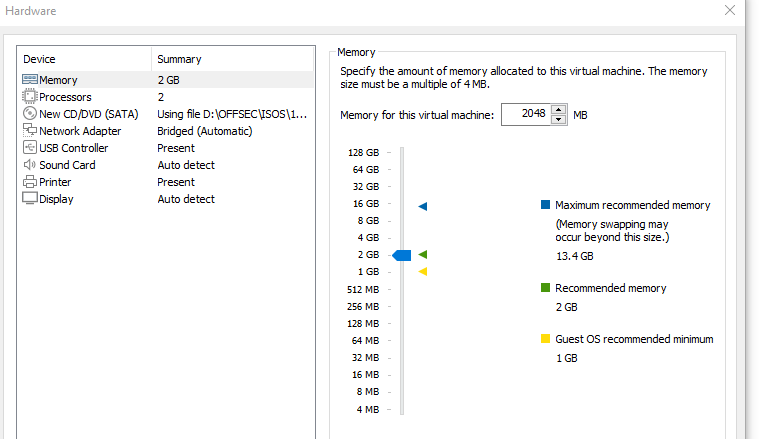 Hardware
Device Summary
Memory 2 GB
Processors 2
New CD/DVD (SATA) Using file D:\OFFSEC\ISOS\1...
Network Adapter Bridged (Automatic)
USB Controller Present
Sound Card Auto detect
Printer Present
Display Auto detect
Memory
Specify the amount of memory allocated to this virtual machine. The memory
size must be a multiple of 4 MB.
Memory for this virtual machine: 2048 MB
128 GB
64 GB
32 GB
16 GB
8 GB
4 GB
2 GB
1 GB
512 MB
256 MB
128 MB
64 MB
32 MB
16 MB
8 MB
4 MB
Maximum recommended memory
(Memory swapping may
occur beyond this size.)
13.4 GB
Recommended memory
2 GB
Guest OS recommended minimum
1 GB